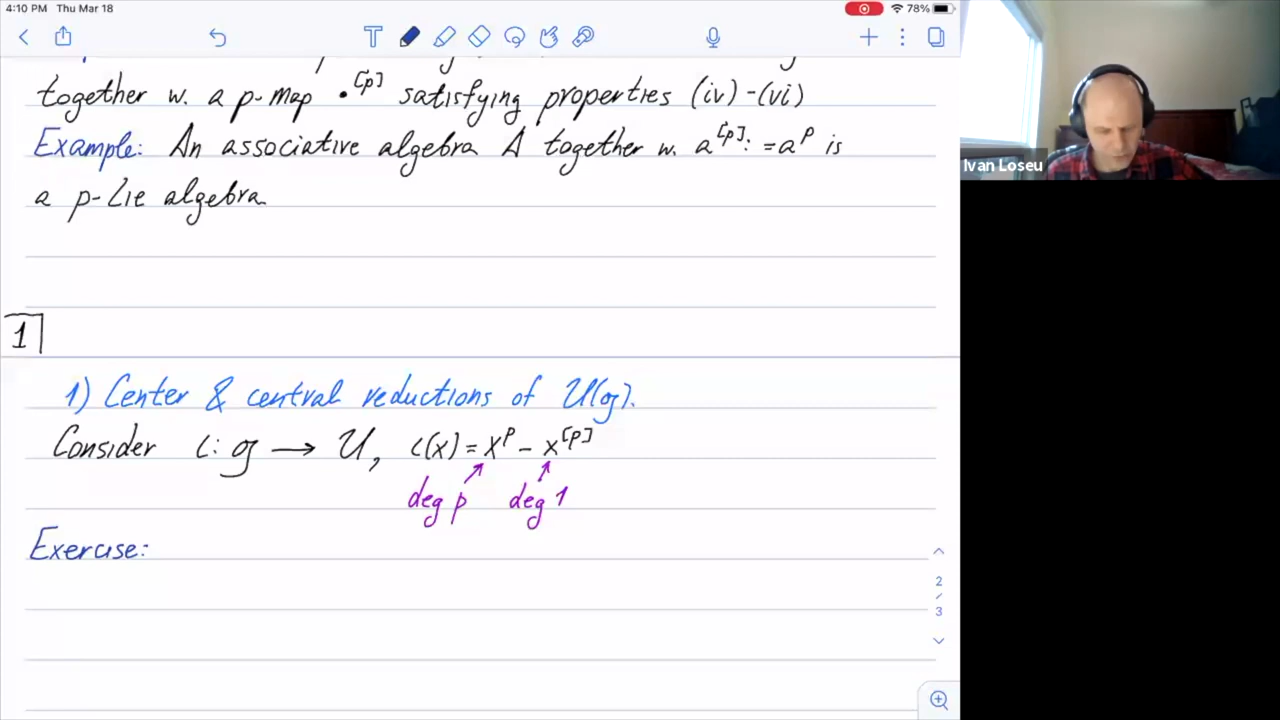 4:10 PM Thu Mar 18
78%
together w. a p-map •^[p] satisfying properties (iv)-(vi)
Example: An associative algebra A together w. a^[p] := a^p is
a p-Lie algebra.
1
1) Center & central reductions of U(g).
Consider ι: g → U, ι(x) = x^p - x^[p]
deg p deg 1
Exercise:
2
/
3
Ivan Loseu